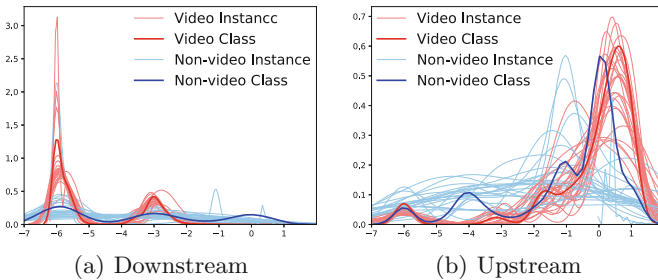 Video Instancc
Video Class
Non-video Instance
Non-video Class
3.0
2.5
2.0
1.5
1.0
0.5
0.0
−7 −6 −5 −4 −3 −2 −1 0 1
(a) Downstream
Video Instance
Video Class
Non-video Instance
Non-video Class
0.7
0.6
0.5
0.4
0.3
0.2
0.1
0.0
−7 −6 −5 −4 −3 −2 −1 0 1
(b) Upstream